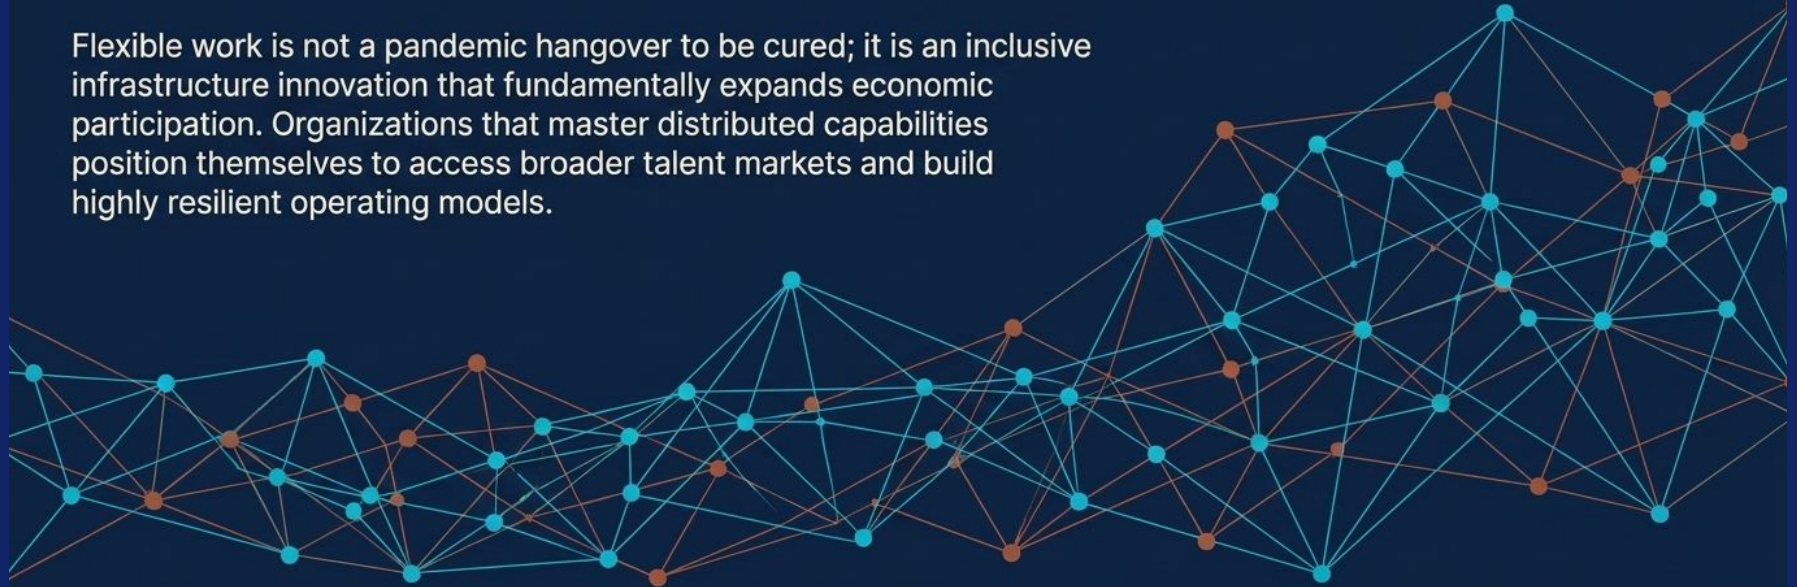 Flexible work is not a pandemic hangover to be cured; it is an inclusive
infrastructure innovation that fundamentally expands economic
participation. Organizations that master distributed capabilities
position themselves to access broader talent markets and build
highly resilient operating models.